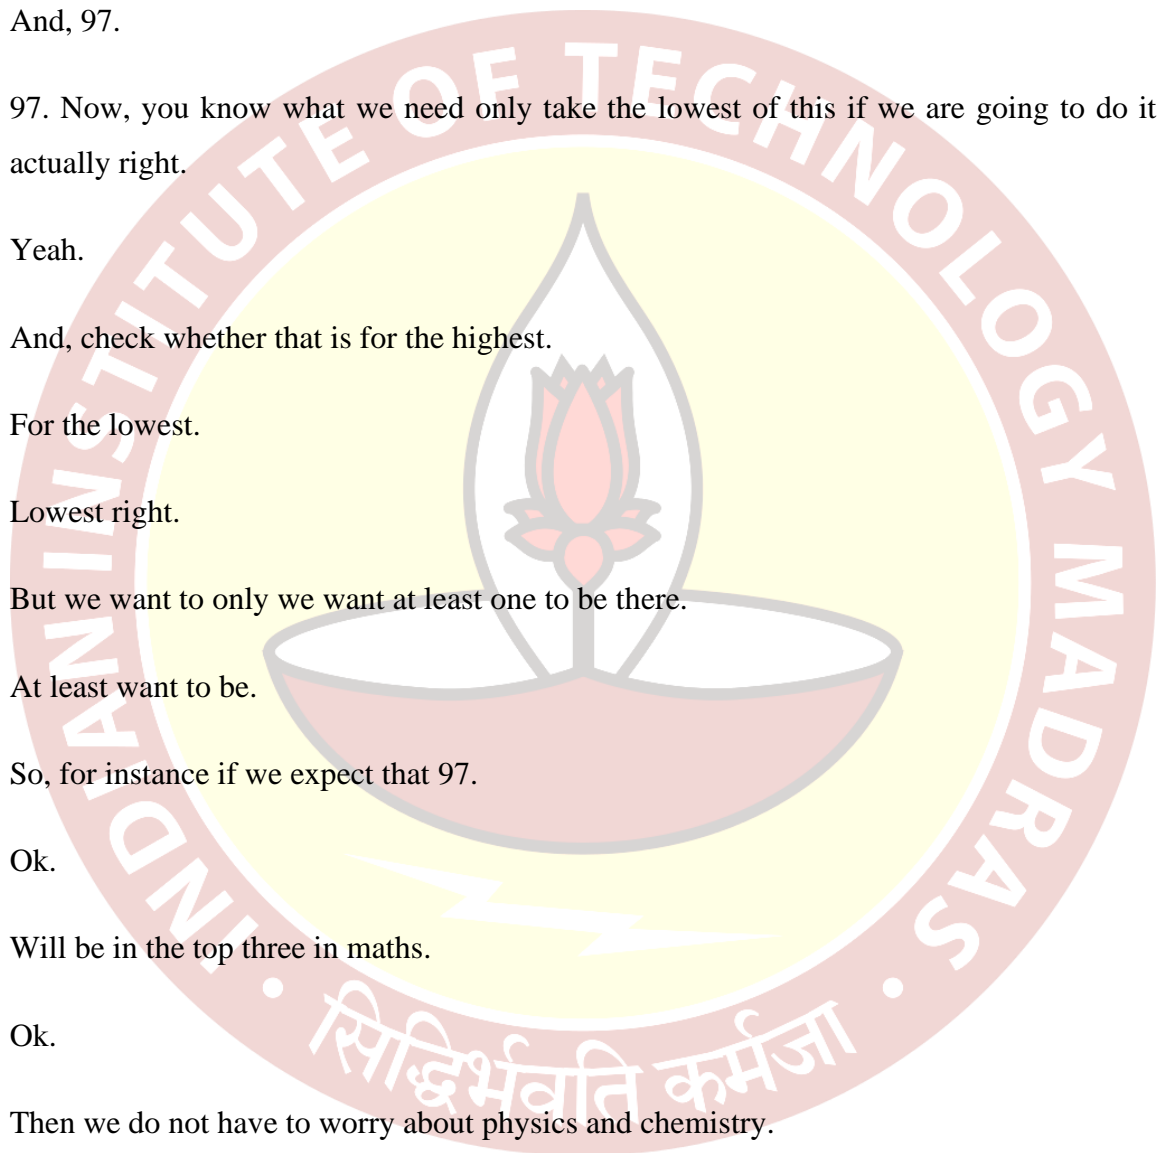 And, 97.
97. Now, you know what we need only take the lowest of this if we are going to do it
actually right.
Yeah.
And, check whether that is for the highest.
For the lowest.
Lowest right.
But we want to only we want at least one to be there.
At least want to be.
So, for instance if we expect that 97.
Ok.
Will be in the top three in maths.
Ok.
Then we do not have to worry about physics and chemistry.
INDIAN INSTITUTE OF TECHNOLOGY MADRAS
सिद्धिर्भवति कर्मजा